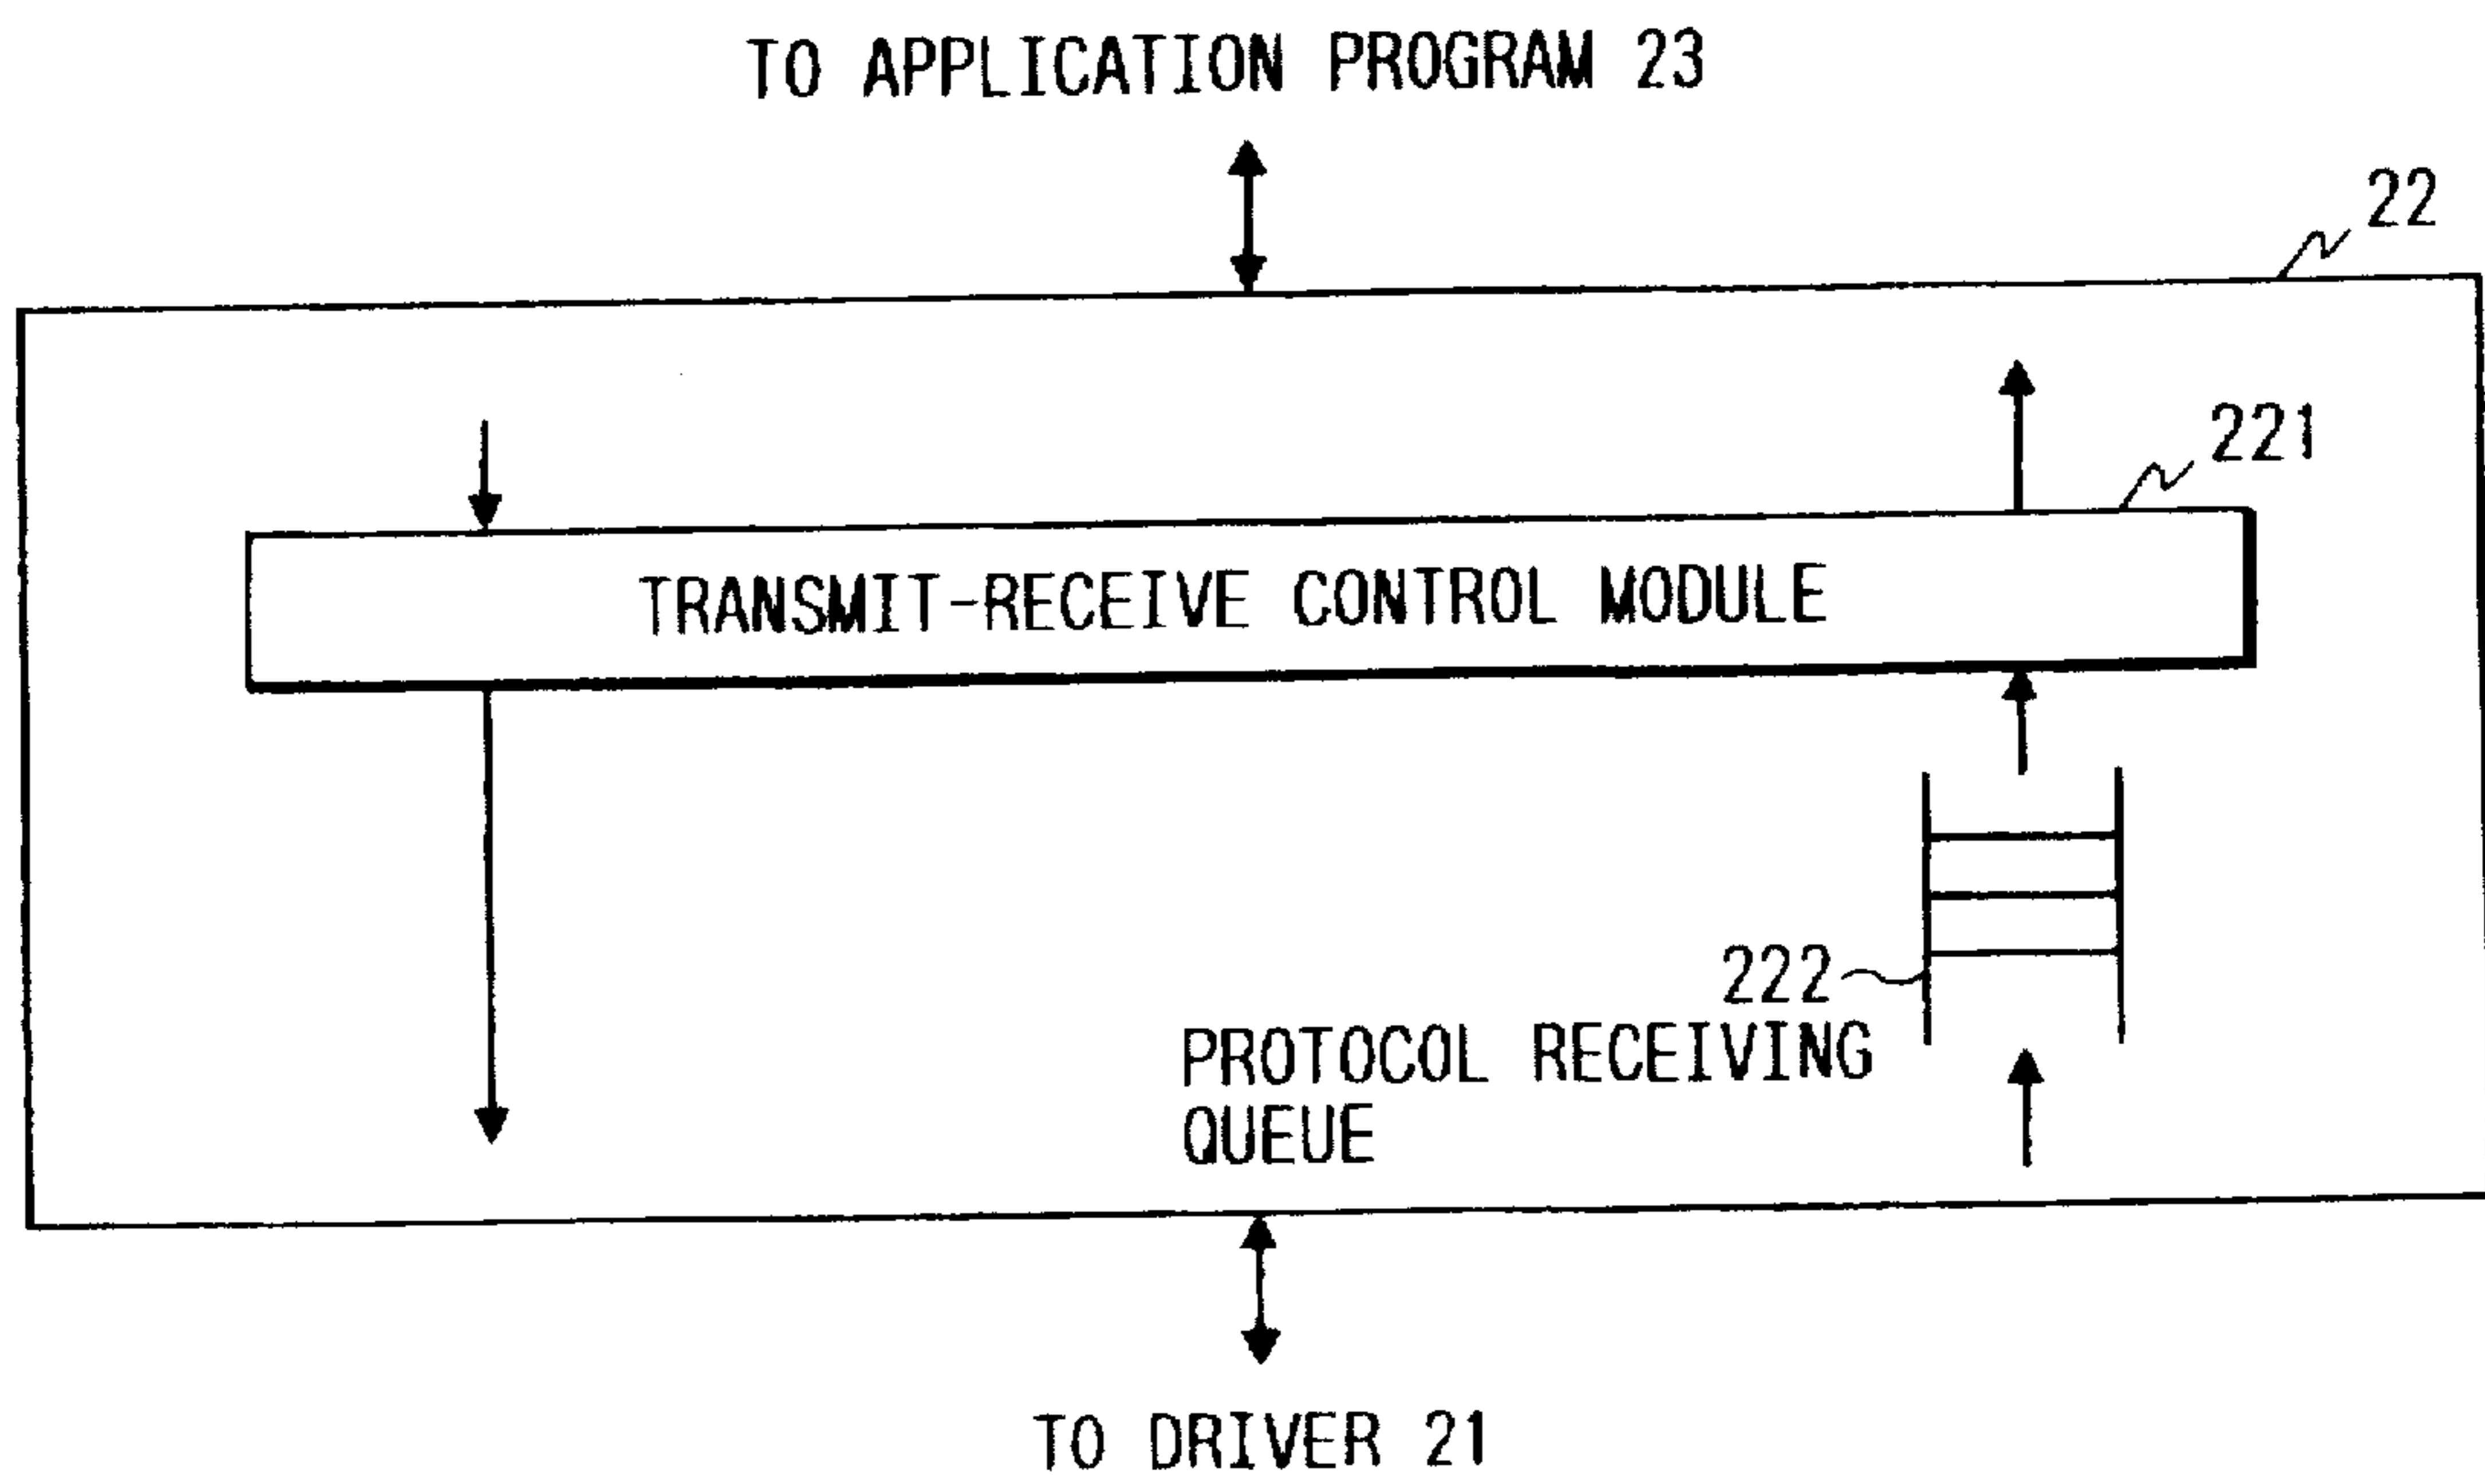 TO APPLICATION PROGRAM 23
22
221
TRANSMIT-RECEIVE CONTROL MODULE
222
PROTOCOL RECEIVING
QUEUE
TO DRIVER 21